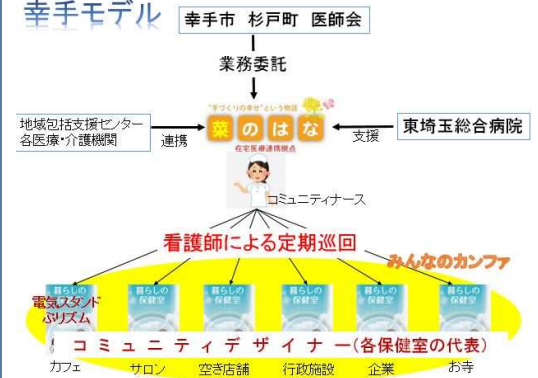 幸手モデル
幸手市 杉戸町 医師会
業務委託
"手づくりの幸せ"という物語
菜のはな
在宅医療連携拠点
地域包括支援センター
各医療・介護機関
連携
支援
東埼玉総合病院
コミュニティナース
看護師による定期巡回
みんなのカンファ
暮らしの
保健室
暮らしの
保健室
暮らしの
保健室
暮らしの
保健室
暮らしの
保健室
暮らしの
保健室
電気スタンド
ぷリズム
コミュニティデザイナー(各保健室の代表)
カフェ
サロン
空き店舗
行政施設
企業
お寺